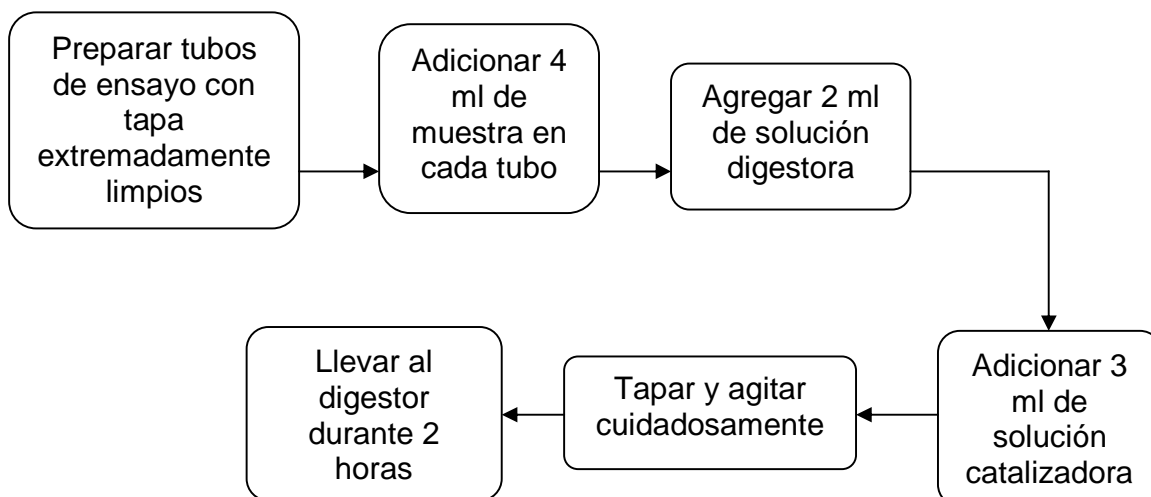 Preparar tubos
de ensayo con
tapa
extremadamente
limpios
Adicionar 4
ml de
muestra en
cada tubo
Agregar 2 ml
de solución
digestora
Adicionar 3
ml de
solución
catalizadora
Tapar y agitar
cuidadosamente
Llevar al
digestor
durante 2
horas